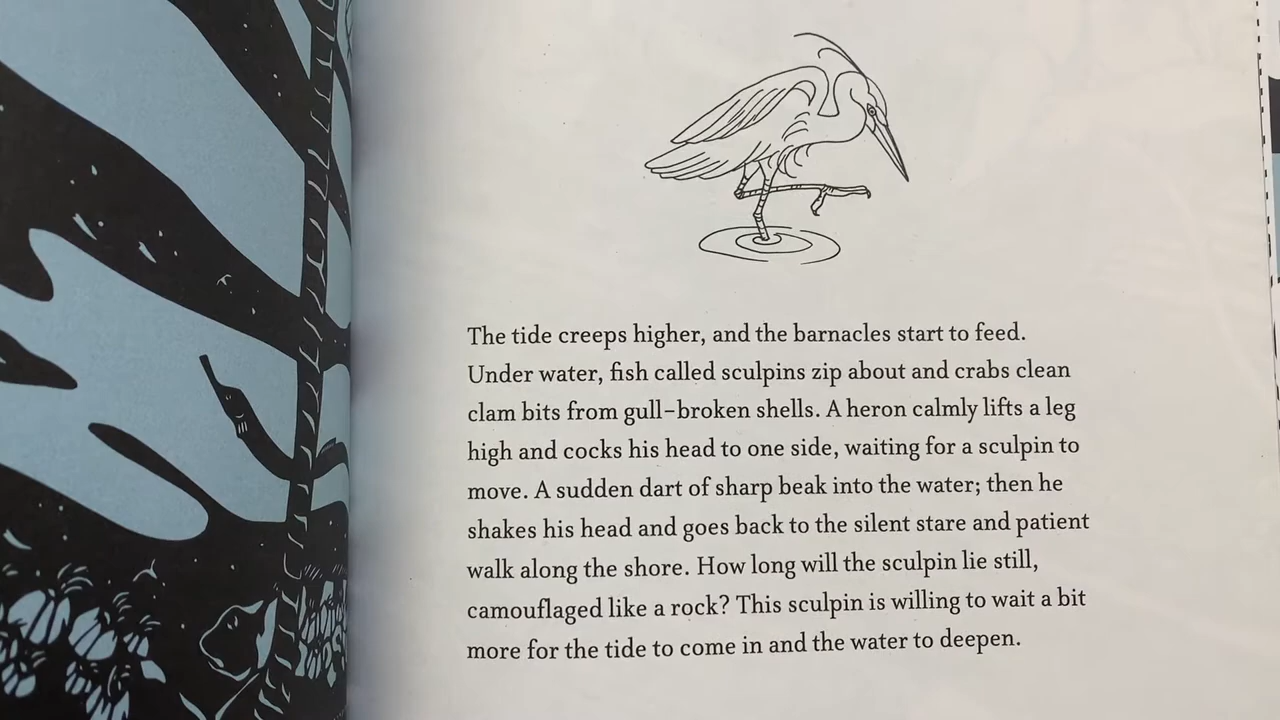 The tide creeps higher, and the barnacles start to feed.
Under water, fish called sculpins zip about and crabs clean
clam bits from gull-broken shells. A heron calmly lifts a leg
high and cocks his head to one side, waiting for a sculpin to
move. A sudden dart of sharp beak into the water; then he
shakes his head and goes back to the silent stare and patient
walk along the shore. How long will the sculpin lie still,
camouflaged like a rock? This sculpin is willing to wait a bit
more for the tide to come in and the water to deepen.